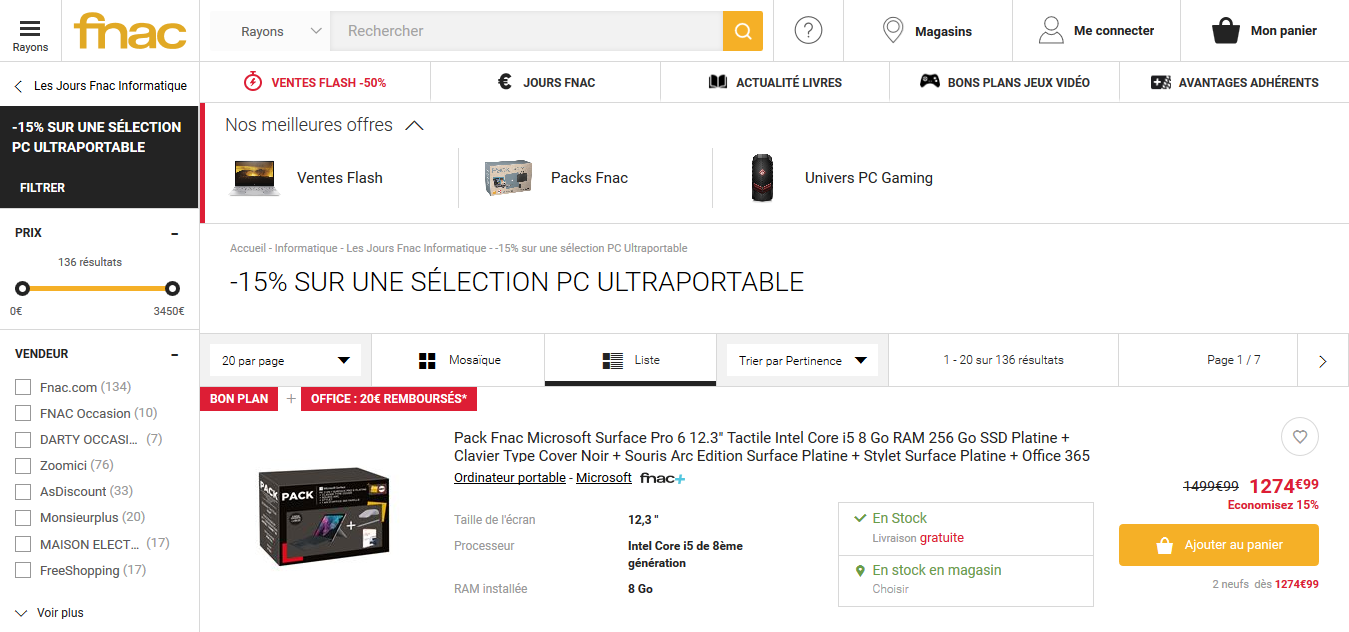 Rayons
fnac
Rayons
Rechercher
?
Magasins
Me connecter
Mon panier
Les Jours Fnac Informatique
VENTES FLASH -50%
€ JOURS FNAC
ACTUALITÉ LIVRES
BONS PLANS JEUX VIDÉO
AVANTAGES ADHÉRENTS
-15% SUR UNE SÉLECTION
PC ULTRAPORTABLE
FILTRER
PRIX
136 résultats
0€
3450€
VENDEUR
Fnac.com (134)
FNAC Occasion (10)
DARTY OCCASI... (7)
Zoomici (76)
AsDiscount (33)
Monsieurplus (20)
MAISON ELECT... (17)
FreeShopping (17)
Voir plus
Nos meilleures offres
Ventes Flash
Packs Fnac
Univers PC Gaming
Accueil - Informatique - Les Jours Fnac Informatique - -15% sur une sélection PC Ultraportable
-15% SUR UNE SÉLECTION PC ULTRAPORTABLE
20 par page
Mosaïque
Liste
Trier par Pertinence
1 - 20 sur 136 résultats
Page 1 / 7
BON PLAN + OFFICE : 20€ REMBOURSÉS*
PACK
PACK
Pack Fnac Microsoft Surface Pro 6 12.3" Tactile Intel Core i5 8 Go RAM 256 Go SSD Platine +
Clavier Type Cover Noir + Souris Arc Edition Surface Platine + Stylet Surface Platine + Office 365
Ordinateur portable - Microsoft fnac+
Taille de l'écran
12,3 "
Processeur
Intel Core i5 de 8ème
génération
RAM installée
8 Go
En Stock
Livraison gratuite
En stock en magasin
Choisir
1499€99 1274€99
Economisez 15%
Ajouter au panier
2 neufs dès 1274€99